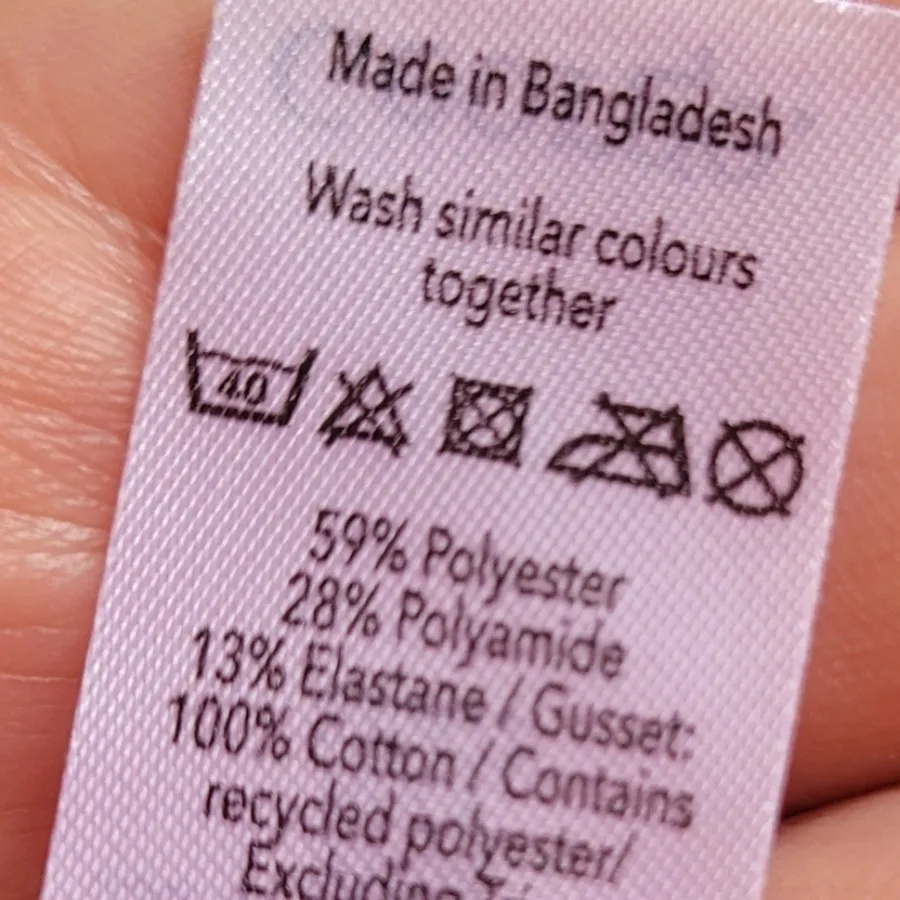 Made in Bangladesh
Wash similar colours
together
40
59% Polyester
28% Polyamide
13% Elastane / Gusset:
100% Cotton / Contains
recycled polyester/
Excluding